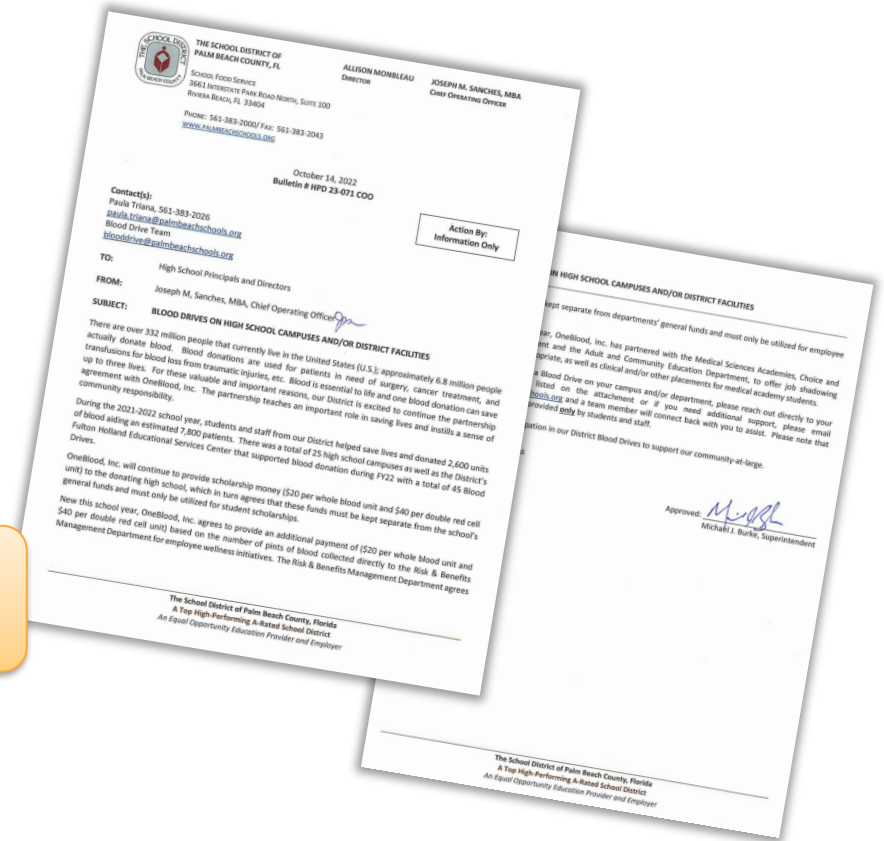 THE SCHOOL DISTRICT OF
PALM BEACH COUNTY, FL
SCHOOL FOOD SERVICE
3661 INTERSTATE PARK ROAD NORTH, SUITE 100
RIVIERA BEACH, FL 33404
PHONE: 561-383-2000/ FAX: 561-383-2043
WWW.PALMBEACHSCHOOLS.ORG
ALLISON MONBLEAU
DIRECTOR
JOSEPH M. SANCHES, MBA
CHIEF OPERATING OFFICER
October 14, 2022
Bulletin # HPD 23-071 COO
Contact(s):
Paula Triana, 561-383-2026
paula.triana@palmbeachschools.org
Blood Drive Team
blooddrive@palmbeachschools.org
Action By:
Information Only
TO: High School Principals and Directors
FROM: Joseph M, Sanches, MBA, Chief Operating Officer
SUBJECT: BLOOD DRIVES ON HIGH SCHOOL CAMPUSES AND/OR DISTRICT FACILITIES
There are over 332 million people that currently live in the United States (U.S.); approximately 6.8 million people
actually donate blood. Blood donations are used for patients in need of surgery, cancer treatment, and
transfusions for blood loss from traumatic injuries, etc. Blood is essential to life and one blood donation can save
up to three lives. For these valuable and important reasons, our District is excited to continue the partnership
agreement with OneBlood, Inc. The partnership teaches an important role in saving lives and instills a sense of
community responsibility.
During the 2021-2022 school year, students and staff from our District helped save lives and donated 2,600 units
of blood aiding an estimated 7,800 patients. There was a total of 25 high school campuses as well as the District's
Fulton Holland Educational Services Center that supported blood donation during FY22 with a total of 45 Blood
Drives.
OneBlood, Inc. will continue to provide scholarship money ($20 per whole blood unit and $40 per double red cell
unit) to the donating high school, which in turn agrees that these funds must be kept separate from the school's
general funds and must only be utilized for student scholarships.
New this school year, OneBlood, Inc. agrees to provide an additional payment of ($20 per whole blood unit and
$40 per double red cell unit) based on the number of pints of blood collected directly to the Risk & Benefits
Management Department for employee wellness initiatives. The Risk & Benefits Management Department agrees
The School District of Palm Beach County, Florida
A Top High-Performing A-Rated School District
An Equal Opportunity Education Provider and Employer
HIGH SCHOOL CAMPUSES AND/OR DISTRICT FACILITIES
kept separate from departments' general funds and must only be utilized for employee
OneBlood, Inc. has partnered with the Medical Sciences Academies, Choice and
and the Adult and Community Education Department, to offer job shadowing
as well as clinical and/or other placements for medical academy students.
a Blood Drive on your campus and/or department, please reach out directly to your
listed on the attachment or if you need additional support, please email
and a team member will connect back with you to assist. Please note that
provided only by students and staff.
in our District Blood Drives to support our community-at-large.
Approved:
Michael J. Burke, Superintendent
The School District of Palm Beach County, Florida
A Top High-Performing A-Rated School District
An Equal Opportunity Education Provider and Employer